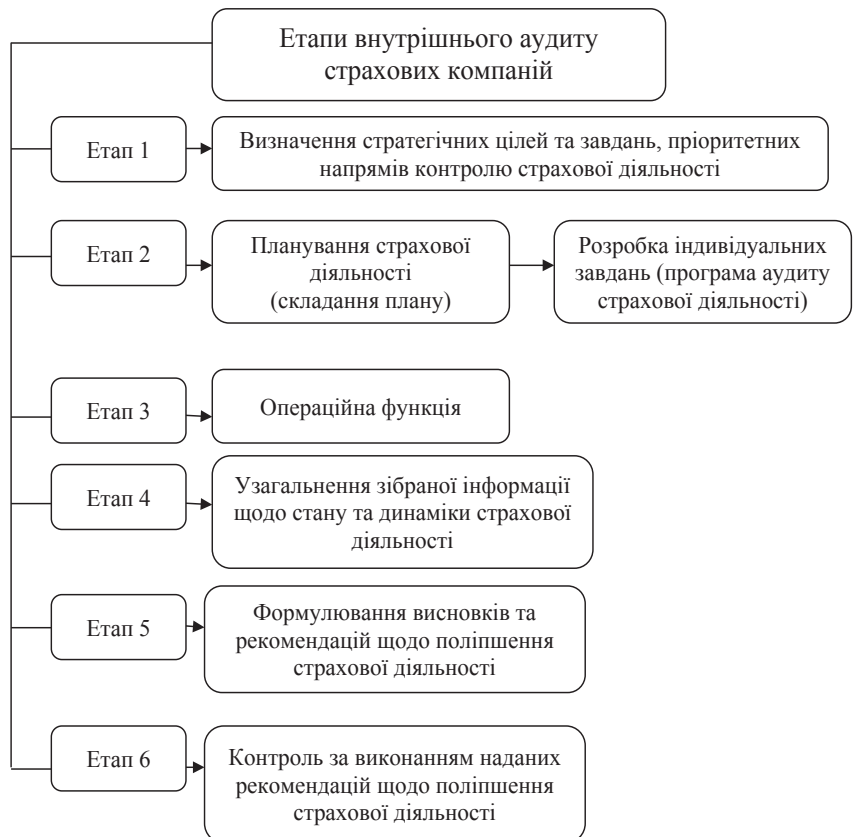 Етапи внутрішнього аудиту
страхових компаній
Етап 1
Визначення стратегічних цілей та завдань, пріоритетних
напрямів контролю страхової діяльності
Етап 2
Планування страхової
діяльності
(складання плану)
Розробка індивідуальних
завдань (програма аудиту
страхової діяльності)
Етап 3
Операційна функція
Етап 4
Узагальнення зібраної інформації
щодо стану та динаміки страхової
діяльності
Етап 5
Формулювання висновків та
рекомендацій щодо поліпшення
страхової діяльності
Етап 6
Контроль за виконанням наданих
рекомендацій щодо поліпшення
страхової діяльності